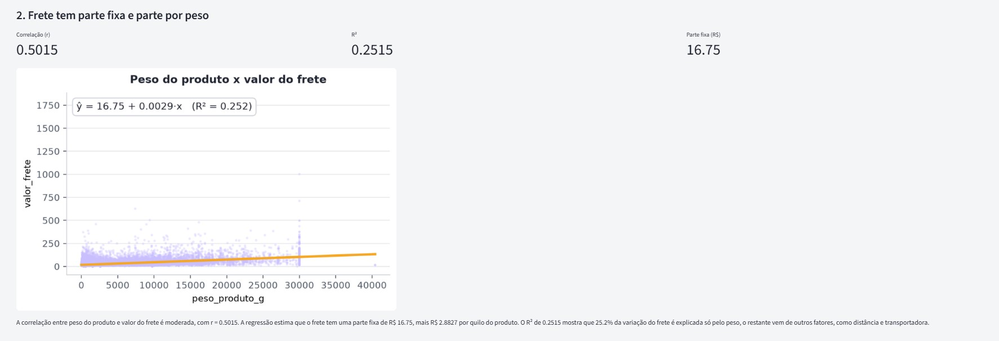 2. Frete tem parte fixa e parte por peso
Correlação (r)
0.5015
R²
0.2515
Parte fixa (R$)
16.75
Peso do produto x valor do frete
ŷ = 16.75 + 0.0029·x (R² = 0.252)
1750
1500
1250
1000
750
500
250
0
valor_frete
0 5000 10000 15000 20000 25000 30000 35000 40000
peso_produto_g
A correlação entre peso do produto e valor do frete é moderada, com r = 0.5015. A regressão estima que o frete tem uma parte fixa de R$ 16.75, mais R$ 2.8827 por quilo do produto. O R² de 0.2515 mostra que 25.2% da variação do frete é explicada só pelo peso, o restante vem de outros fatores, como distância e transportadora.